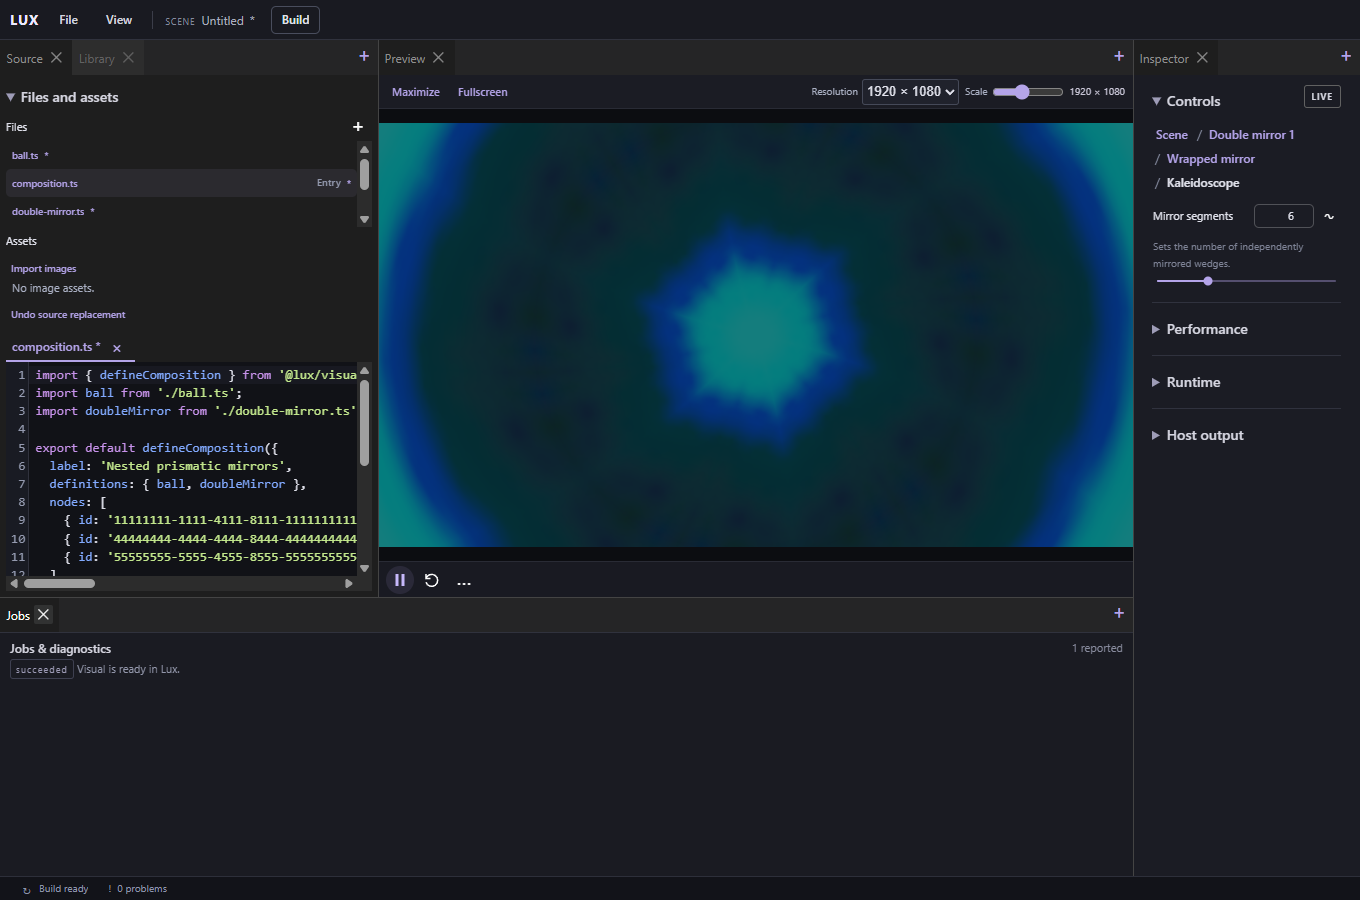 LUX File View SCENE Untitled * Build
Source Library +
Files and assets
Files +
ball.ts *
composition.ts Entry *
double-mirror.ts *
Assets
Import images
No image assets.
Undo source replacement
composition.ts *
1 import { defineComposition } from '@lux/visua
2 import ball from './ball.ts';
3 import doubleMirror from './double-mirror.ts'
4
5 export default defineComposition({
6 label: 'Nested prismatic mirrors',
7 definitions: { ball, doubleMirror },
8 nodes: [
9 { id: '11111111-1111-4111-8111-1111111111
10 { id: '44444444-4444-4444-8444-4444444444
11 { id: '55555555-5555-4555-8555-5555555555
12 ]
Preview +
Maximize Fullscreen Resolution 1920 × 1080 Scale 1920 × 1080
...
Inspector +
Controls LIVE
Scene / Double mirror 1
/ Wrapped mirror
/ Kaleidoscope
Mirror segments 6
Sets the number of independently
mirrored wedges.
Performance
Runtime
Host output
Jobs +
Jobs & diagnostics 1 reported
succeeded Visual is ready in Lux.
Build ready ! 0 problems